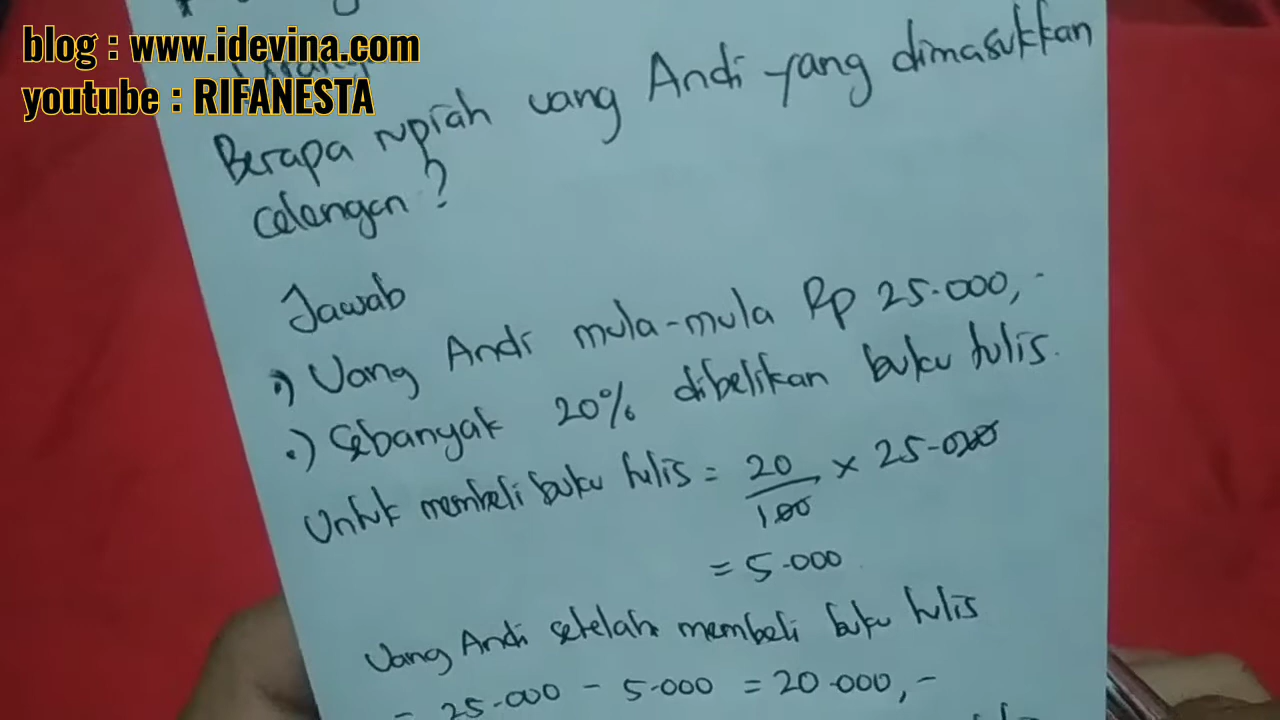 blog : www.idevina.com
youtube : RIFANESTA
Berapa rupiah uang Andi yang dimasukkan
celengan ?
Jawab
•) Uang Andi mula-mula Rp 25.000,-
•) Sebanyak 20% dibelikan buku tulis.
Untuk membeli buku tulis = 20/100 × 25.000
= 5.000
Uang Andi setelah membeli buku tulis
= 25.000 - 5.000 = 20.000,-